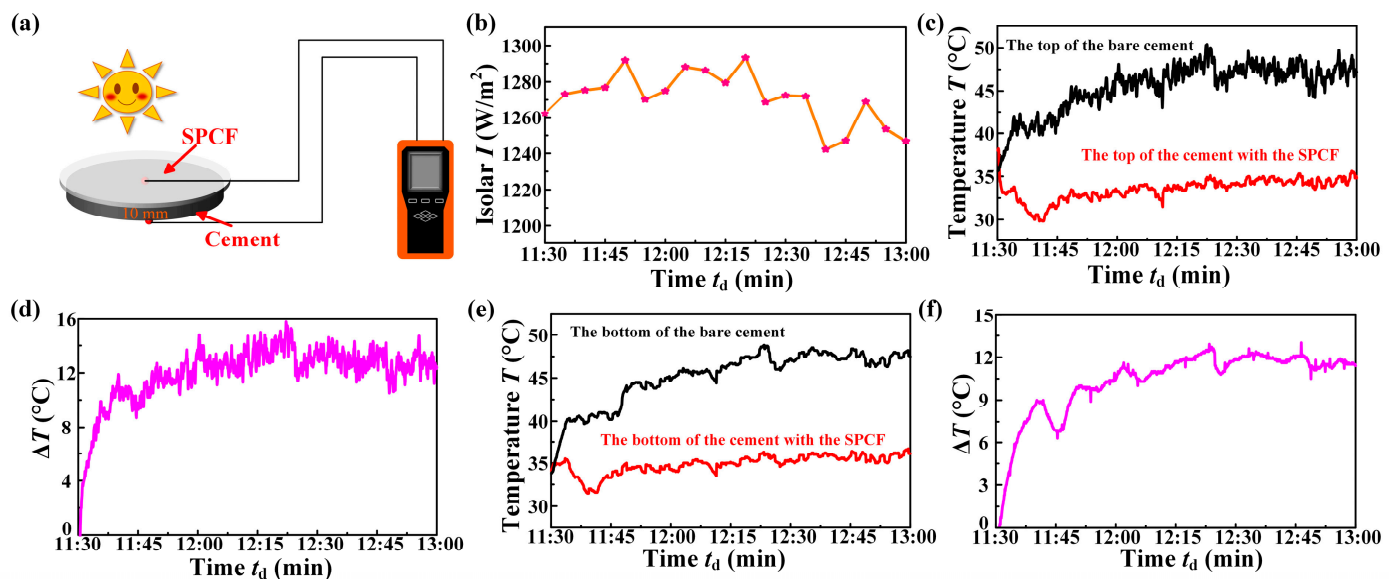 (a)
SPCF
10 mm
Cement
(b)
Isolar I (W/m²)
1300
1280
1260
1240
1220
1200
11:30 11:45 12:00 12:15 12:30 12:45 13:00
Time td (min)
(c)
Temperature T (°C)
50
45
40
35
30
The top of the bare cement
The top of the cement with the SPCF
11:30 11:45 12:00 12:15 12:30 12:45 13:00
Time td (min)
(d)
ΔT (°C)
16
12
8
4
0
11:30 11:45 12:00 12:15 12:30 12:45 13:00
Time td (min)
(e)
Temperature T (°C)
50
45
40
35
30
The bottom of the bare cement
The bottom of the cement with the SPCF
11:30 11:45 12:00 12:15 12:30 12:45 13:00
Time td (min)
(f)
ΔT (°C)
15
12
9
6
3
0
11:30 11:45 12:00 12:15 12:30 12:45 13:00
Time td (min)